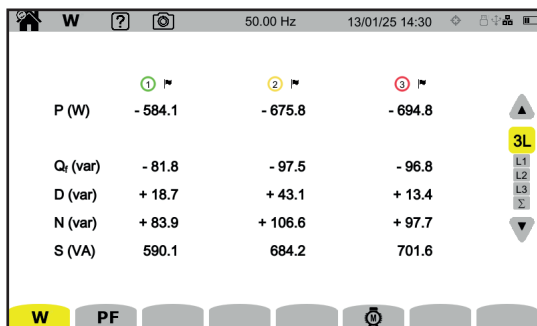 W ? 50.00 Hz 13/01/25 14:30
1 2 3
P (W) - 584.1 - 675.8 - 694.8
3L
L1
Qf (var) - 81.8 - 97.5 - 96.8
L2
D (var) + 18.7 + 43.1 + 13.4
L3
Σ
N (var) + 83.9 + 106.6 + 97.7
S (VA) 590.1 684.2 701.6
W PF M